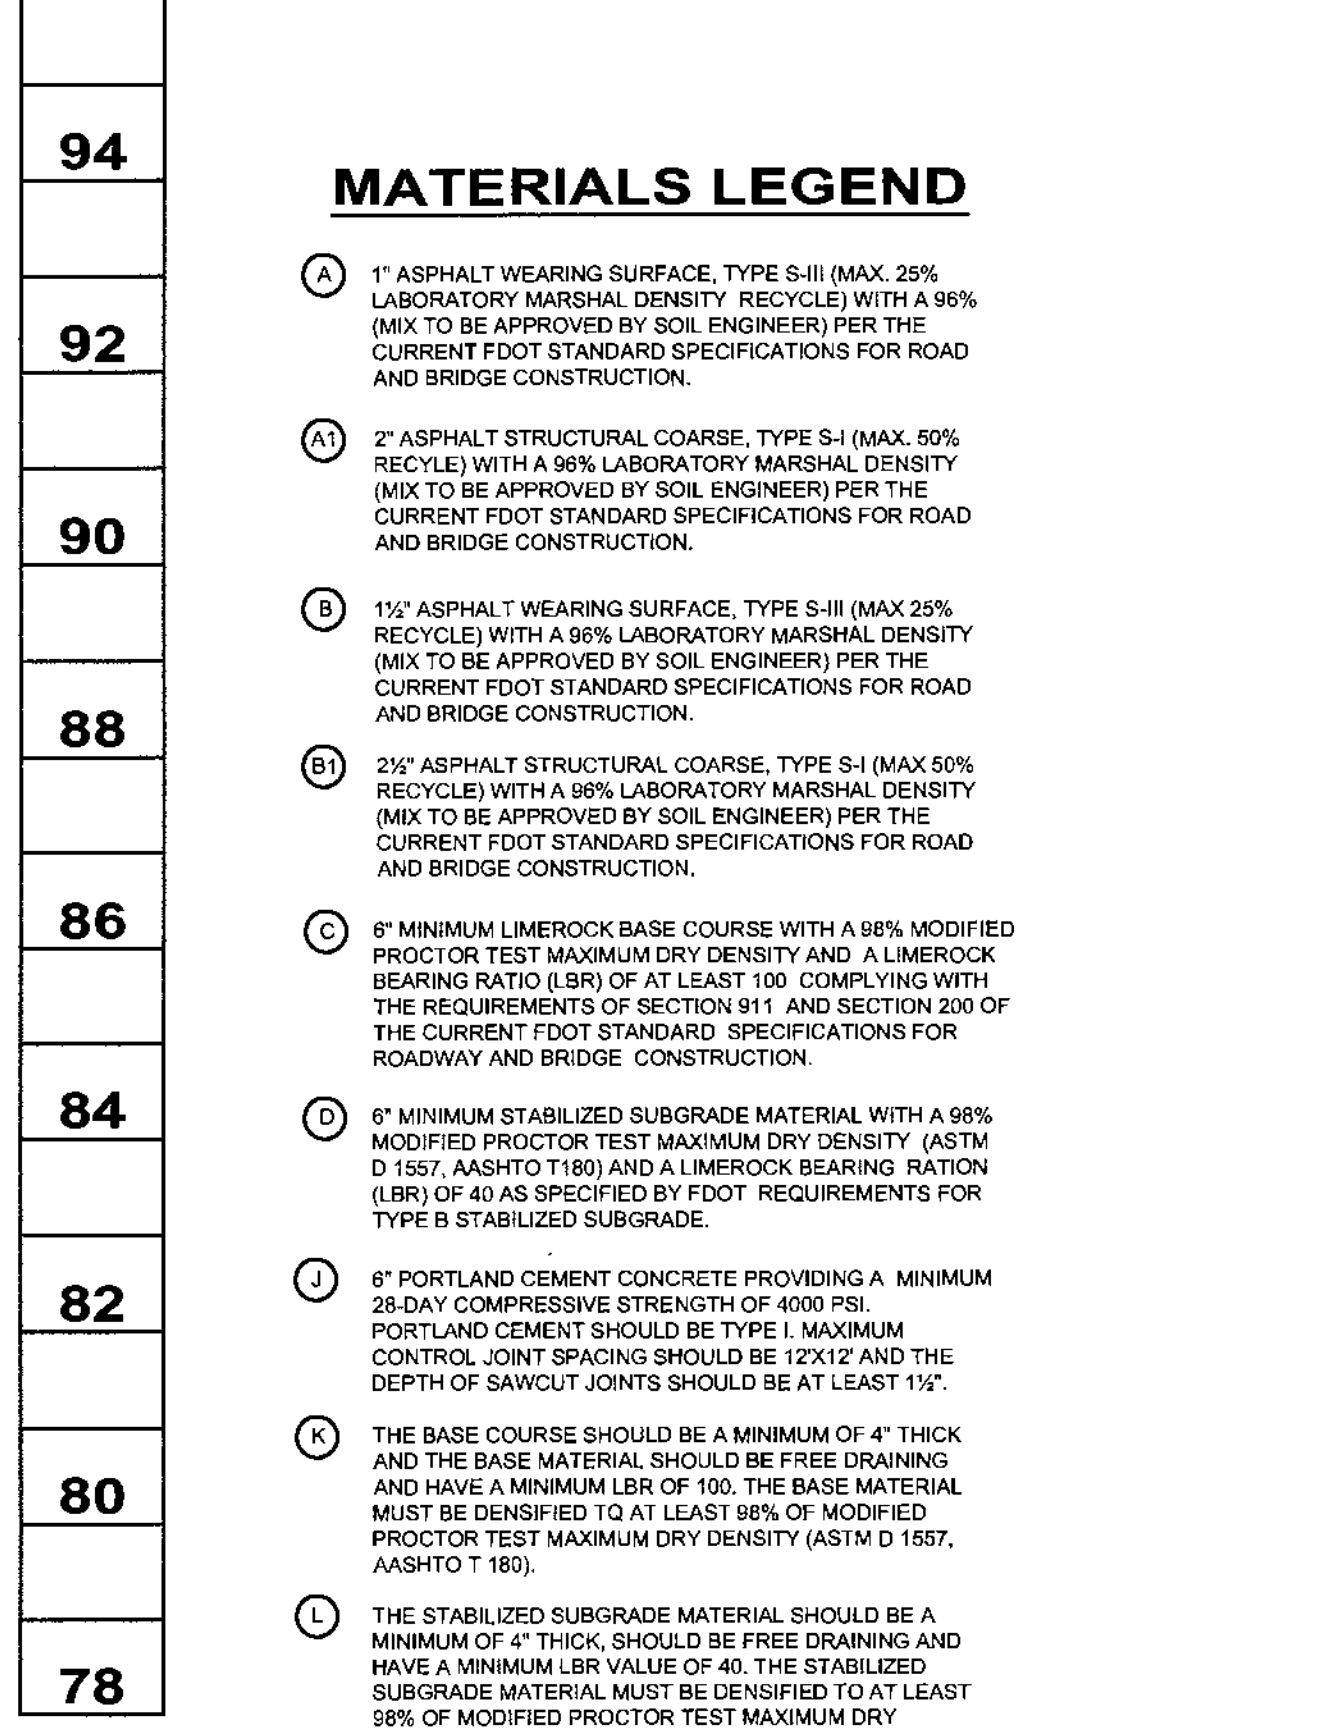 94
92
90
88
86
84
82
80
78
MATERIALS LEGEND
A 1" ASPHALT WEARING SURFACE, TYPE S-III (MAX. 25%
LABORATORY MARSHAL DENSITY RECYCLE) WITH A 96%
(MIX TO BE APPROVED BY SOIL ENGINEER) PER THE
CURRENT FDOT STANDARD SPECIFICATIONS FOR ROAD
AND BRIDGE CONSTRUCTION.
A1 2" ASPHALT STRUCTURAL COARSE, TYPE S-I (MAX. 50%
RECYLE) WITH A 96% LABORATORY MARSHAL DENSITY
(MIX TO BE APPROVED BY SOIL ENGINEER) PER THE
CURRENT FDOT STANDARD SPECIFICATIONS FOR ROAD
AND BRIDGE CONSTRUCTION.
B 1½" ASPHALT WEARING SURFACE, TYPE S-III (MAX 25%
RECYCLE) WITH A 96% LABORATORY MARSHAL DENSITY
(MIX TO BE APPROVED BY SOIL ENGINEER) PER THE
CURRENT FDOT STANDARD SPECIFICATIONS FOR ROAD
AND BRIDGE CONSTRUCTION.
B1 2½" ASPHALT STRUCTURAL COARSE, TYPE S-I (MAX 50%
RECYCLE) WITH A 96% LABORATORY MARSHAL DENSITY
(MIX TO BE APPROVED BY SOIL ENGINEER) PER THE
CURRENT FDOT STANDARD SPECIFICATIONS FOR ROAD
AND BRIDGE CONSTRUCTION.
C 6" MINIMUM LIMEROCK BASE COURSE WITH A 98% MODIFIED
PROCTOR TEST MAXIMUM DRY DENSITY AND A LIMEROCK
BEARING RATIO (LBR) OF AT LEAST 100 COMPLYING WITH
THE REQUIREMENTS OF SECTION 911 AND SECTION 200 OF
THE CURRENT FDOT STANDARD SPECIFICATIONS FOR
ROADWAY AND BRIDGE CONSTRUCTION.
D 6" MINIMUM STABILIZED SUBGRADE MATERIAL WITH A 98%
MODIFIED PROCTOR TEST MAXIMUM DRY DENSITY (ASTM
D 1557, AASHTO T180) AND A LIMEROCK BEARING RATION
(LBR) OF 40 AS SPECIFIED BY FDOT REQUIREMENTS FOR
TYPE B STABILIZED SUBGRADE.
J 6" PORTLAND CEMENT CONCRETE PROVIDING A MINIMUM
28-DAY COMPRESSIVE STRENGTH OF 4000 PSI.
PORTLAND CEMENT SHOULD BE TYPE I. MAXIMUM
CONTROL JOINT SPACING SHOULD BE 12'X12' AND THE
DEPTH OF SAWCUT JOINTS SHOULD BE AT LEAST 1½".
K THE BASE COURSE SHOULD BE A MINIMUM OF 4" THICK
AND THE BASE MATERIAL SHOULD BE FREE DRAINING
AND HAVE A MINIMUM LBR OF 100. THE BASE MATERIAL
MUST BE DENSIFIED TO AT LEAST 98% OF MODIFIED
PROCTOR TEST MAXIMUM DRY DENSITY (ASTM D 1557,
AASHTO T 180).
L THE STABILIZED SUBGRADE MATERIAL SHOULD BE A
MINIMUM OF 4" THICK, SHOULD BE FREE DRAINING AND
HAVE A MINIMUM LBR VALUE OF 40. THE STABILIZED
SUBGRADE MATERIAL MUST BE DENSIFIED TO AT LEAST
98% OF MODIFIED PROCTOR TEST MAXIMUM DRY